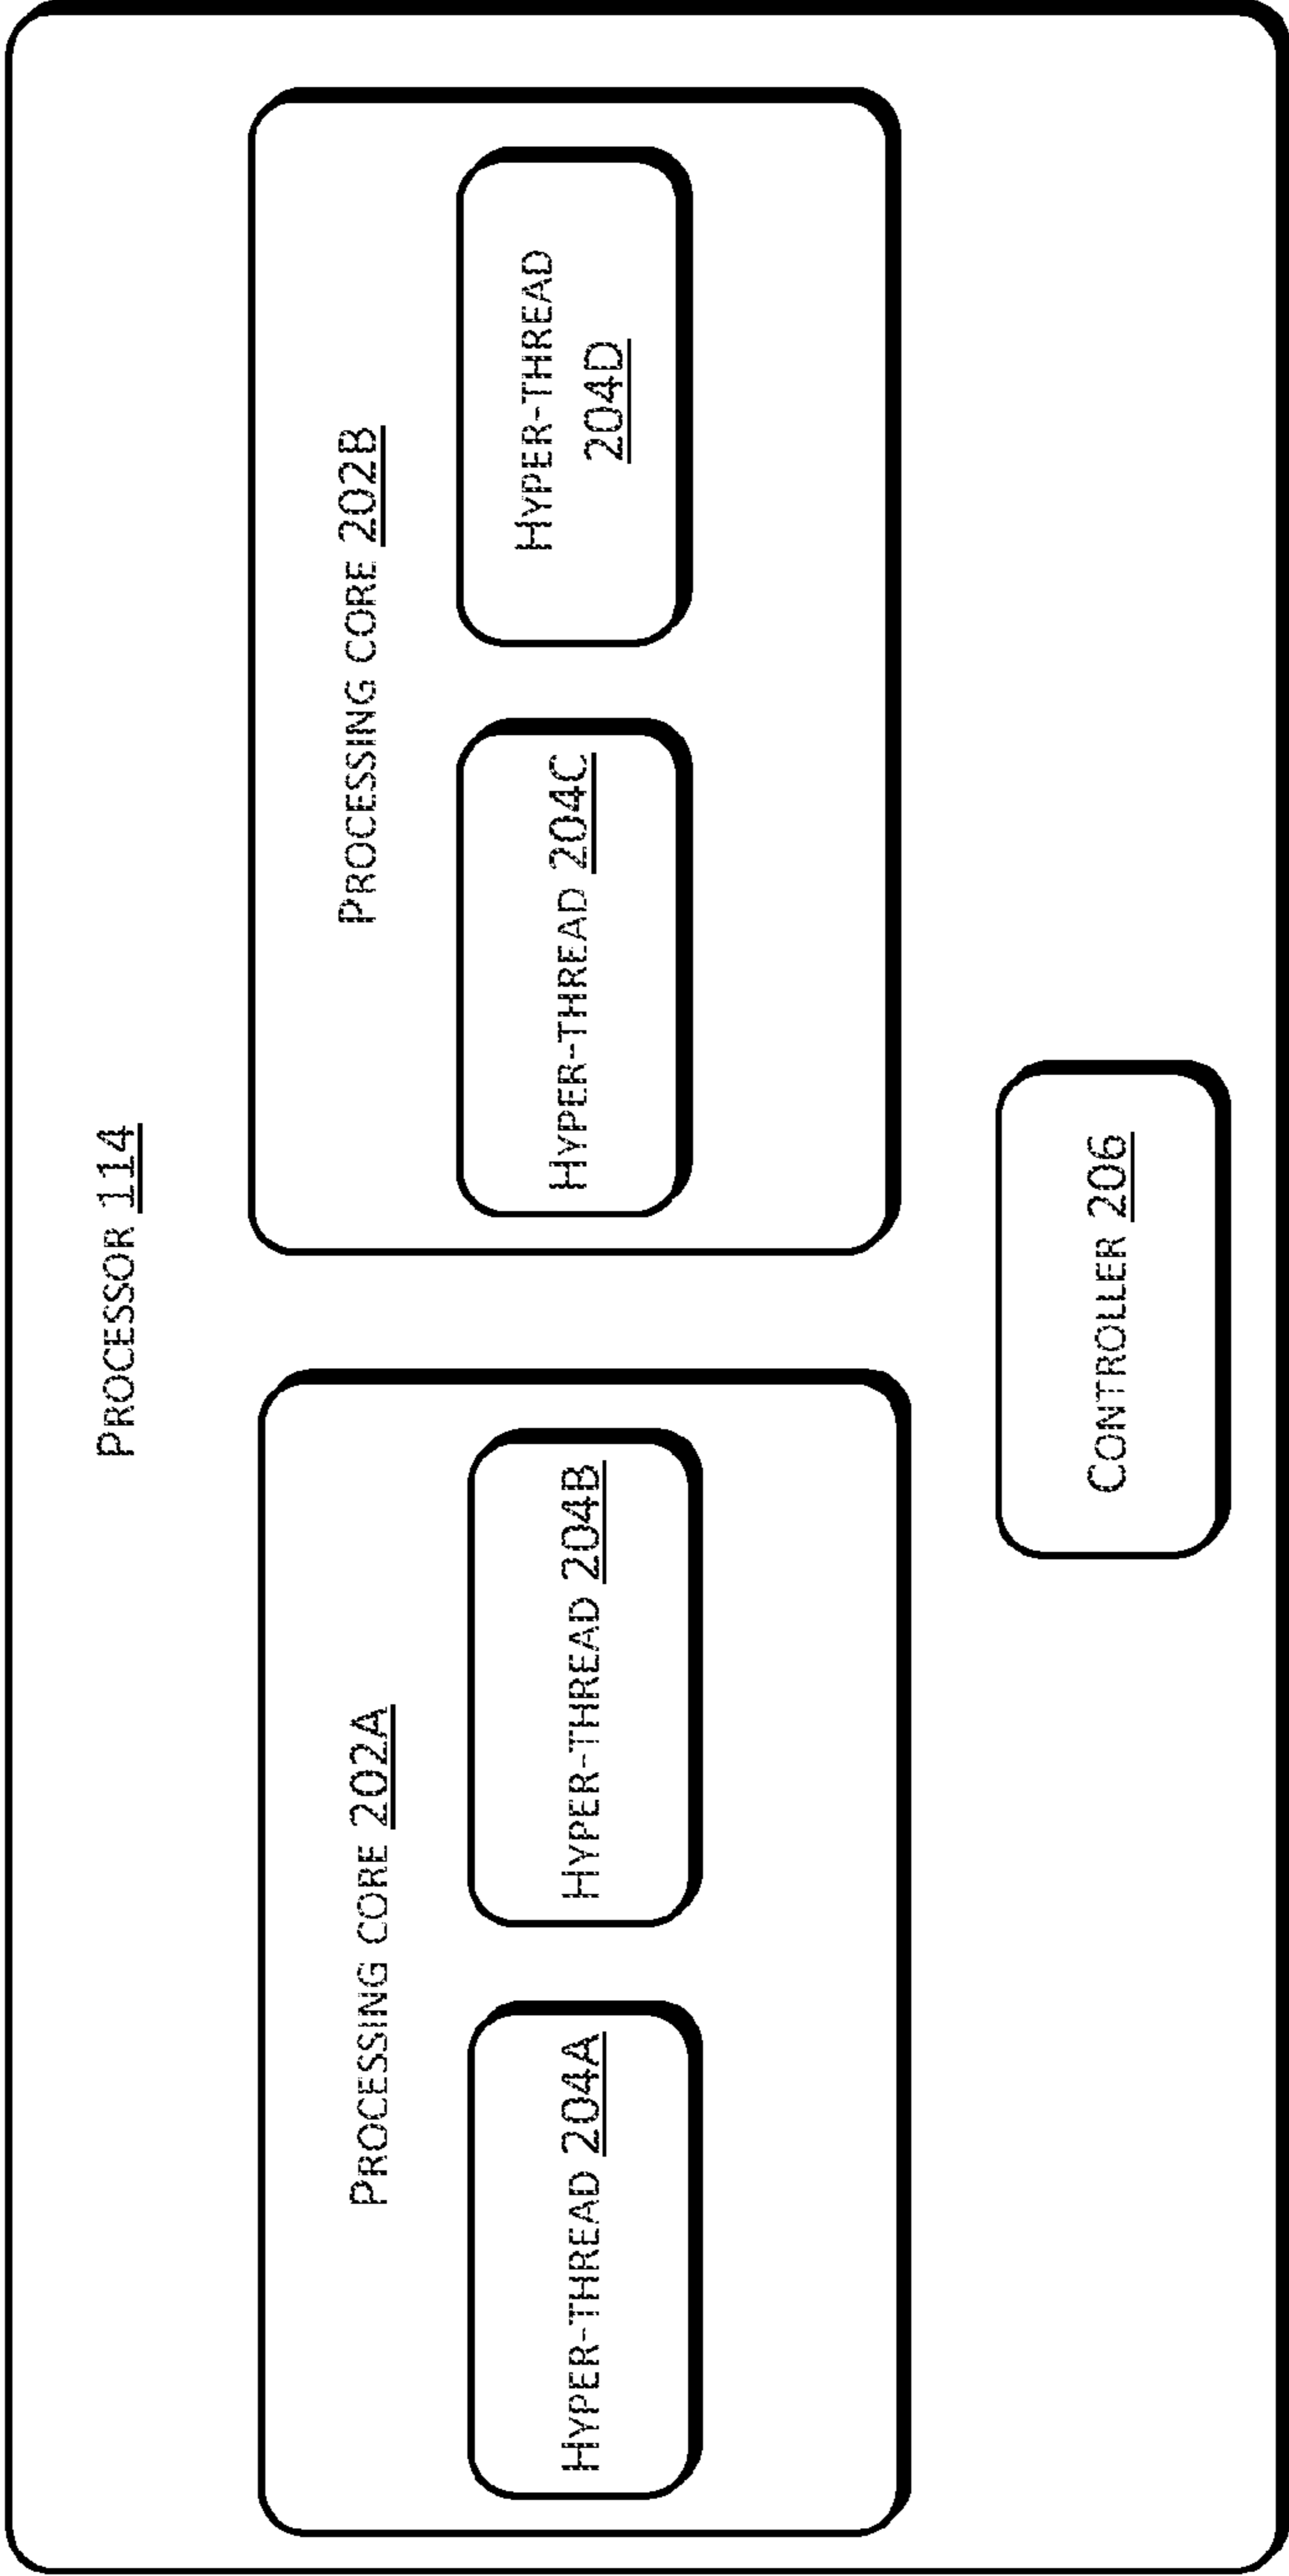 PROCESSOR 114
PROCESSING CORE 202A
HYPER-THREAD 204A
HYPER-THREAD 204B
PROCESSING CORE 202B
HYPER-THREAD 204C
HYPER-THREAD
204D
CONTROLLER 206